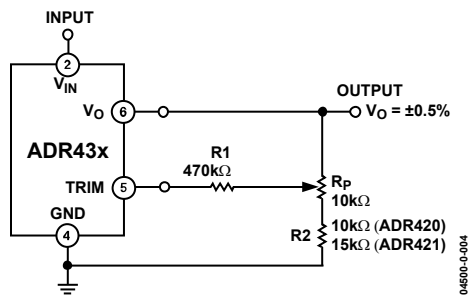 INPUT
2
VIN
VO 6
OUTPUT
VO = ±0.5%
ADR43x
R1
470kΩ
TRIM 5
RP
10kΩ
GND
4
R2
10kΩ (ADR420)
15kΩ (ADR421)
04500-0-004